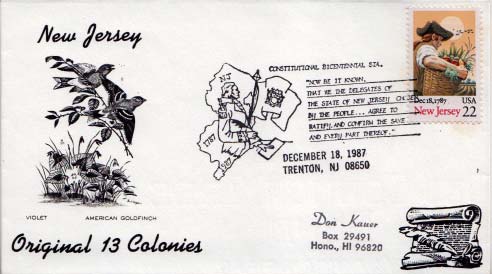 New Jersey
NJ
1787
1987
CONSTITUTIONAL BICENTENNIAL STA.
"NOW BE IT KNOWN,
THAT WE THE DELEGATES OF
THE STATE OF NEW JERSEY ON
BY THE PEOPLE... AGREE TO
RATIFY AND CONFIRM THE SAME
AND EVERY PART THEREOF."
DECEMBER 18, 1987
TRENTON, NJ 08650
Dec 18, 1787 USA
New Jersey 22
VIOLET AMERICAN GOLDFINCH
Original 13 Colonies
Don Kauer
Box 29491
Hono., HI 96820